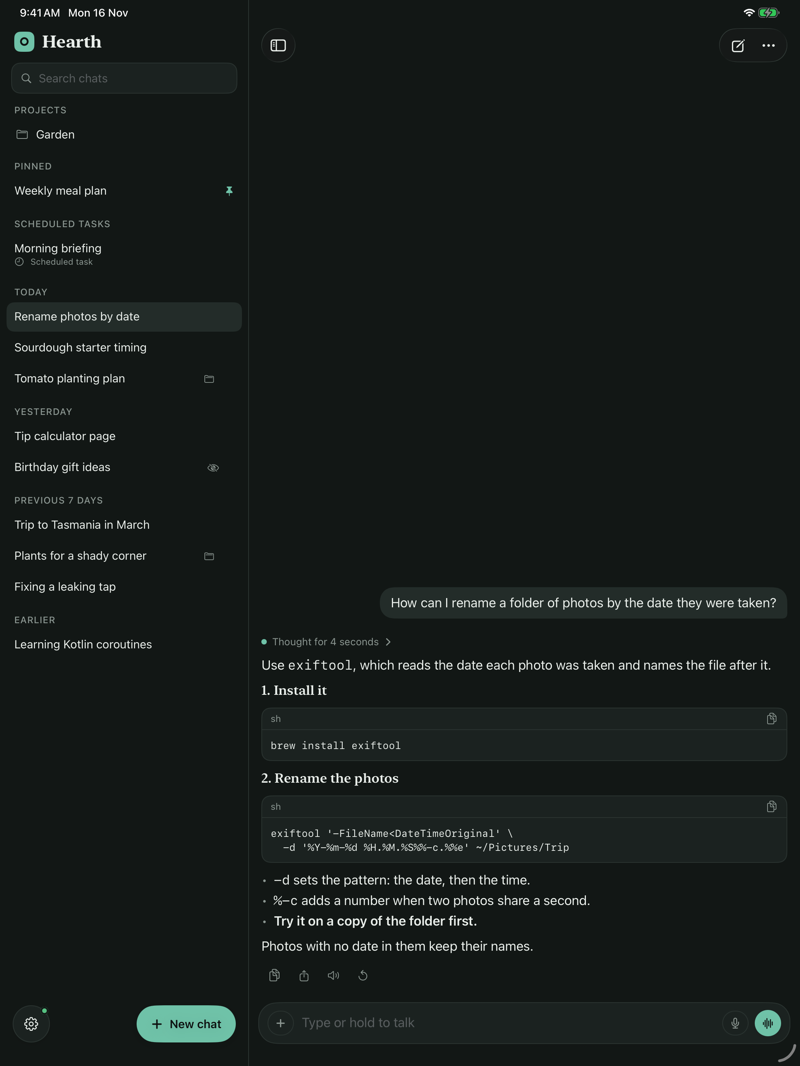 9:41 AM Mon 16 Nov
Hearth
Search chats
PROJECTS
Garden
PINNED
Weekly meal plan
SCHEDULED TASKS
Morning briefing
Scheduled task
TODAY
Rename photos by date
Sourdough starter timing
Tomato planting plan
YESTERDAY
Tip calculator page
Birthday gift ideas
PREVIOUS 7 DAYS
Trip to Tasmania in March
Plants for a shady corner
Fixing a leaking tap
EARLIER
Learning Kotlin coroutines
New chat
How can I rename a folder of photos by the date they were taken?
Thought for 4 seconds
Use exiftool, which reads the date each photo was taken and names the file after it.
1. Install it
sh
brew install exiftool
2. Rename the photos
sh
exiftool '-FileName<DateTimeOriginal' \
-d '%Y-%m-%d %H.%M.%S%%-c.%%e' ~/Pictures/Trip
• -d sets the pattern: the date, then the time.
• %-c adds a number when two photos share a second.
• Try it on a copy of the folder first.
Photos with no date in them keep their names.
Type or hold to talk